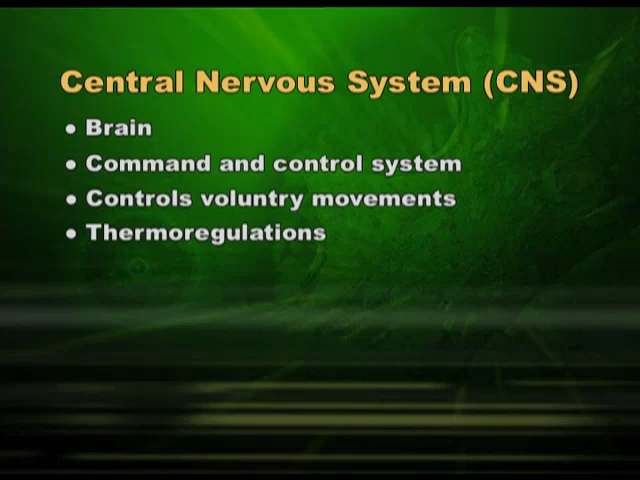 Central Nervous System (CNS)
● Brain
● Command and control system
● Controls voluntry movements
● Thermoregulations